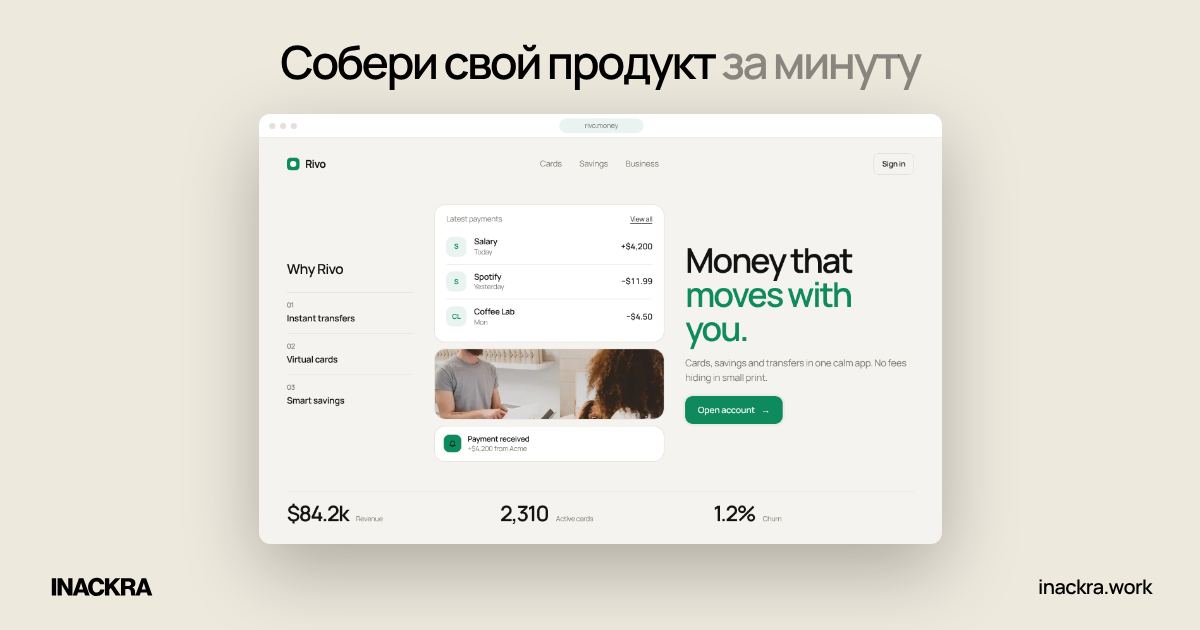 Собери свой продукт за минуту
rivo.money
Rivo
Cards Savings Business
Sign in
Why Rivo
01
Instant transfers
02
Virtual cards
03
Smart savings
Latest payments View all
S Salary +$4,200
Today
S Spotify −$11.99
Yesterday
CL Coffee Lab −$4.50
Mon
Payment received
+$4,200 from Acme
Money that
moves with
you.
Cards, savings and transfers in one calm app. No fees
hiding in small print.
Open account →
$84.2k Revenue
2,310 Active cards
1.2% Churn
INACKRA
inackra.work